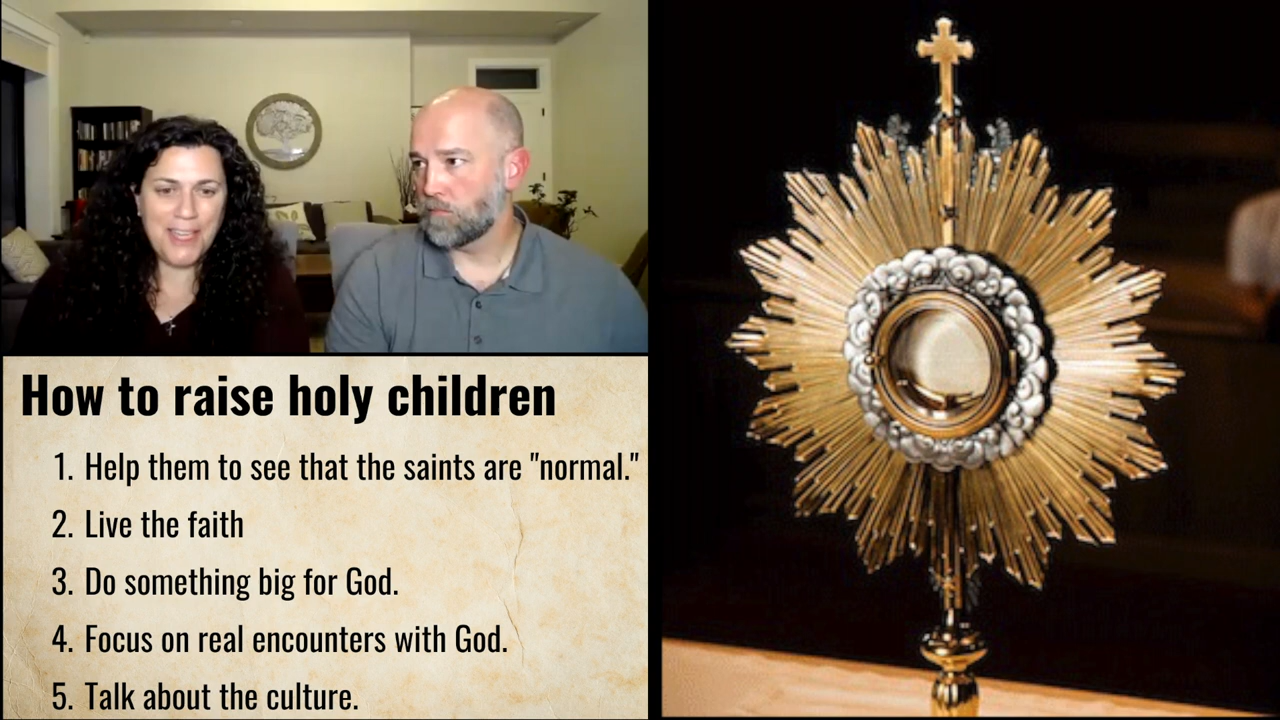 How to raise holy children
1. Help them to see that the saints are "normal."
2. Live the faith
3. Do something big for God.
4. Focus on real encounters with God.
5. Talk about the culture.